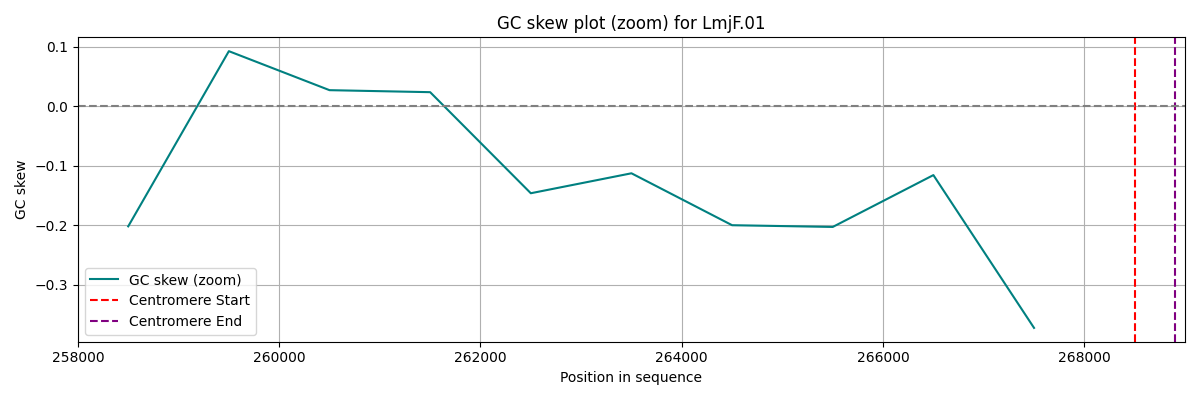 GC skew plot (zoom) for LmjF.01
GC skew
0.1
0.0
−0.1
−0.2
−0.3
GC skew (zoom)
Centromere Start
Centromere End
258000 260000 262000 264000 266000 268000
Position in sequence